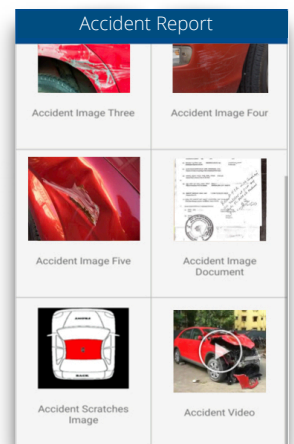 Accident Report
Accident Image Three
Accident Image Four
Accident Image Five
Accident Image
Document
Accident Scratches
Image
Accident Video